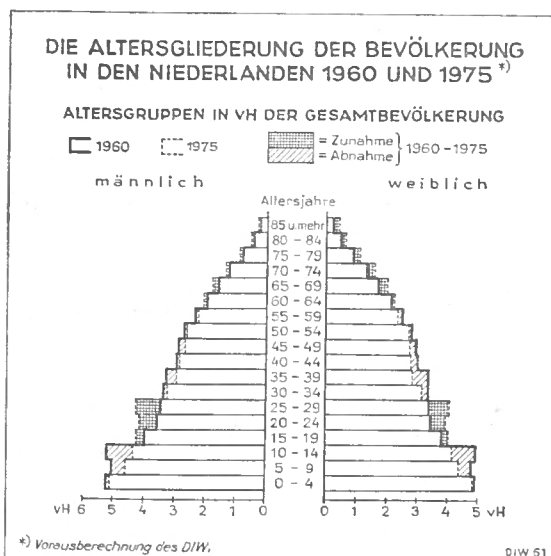 DIE ALTERSGLIEDERUNG DER BEVÖLKERUNG
IN DEN NIEDERLANDEN 1960 UND 1975 *)
ALTERSGRUPPEN IN VH DER GESAMTBEVÖLKERUNG
1960 1975 = Zunahme
= Abnahme } 1960-1975
männlich weiblich
Altersjahre
85 u. mehr
80 - 84
75 - 79
70 - 74
65 - 69
60 - 64
55 - 59
50 - 54
45 - 49
40 - 44
35 - 39
30 - 34
25 - 29
20 - 24
15 - 19
10 - 14
5 - 9
0 - 4
vH 6 5 4 3 2 1 0 0 1 2 3 4 vH 5
*) Vorausberechnung des DIW.
DIW 61